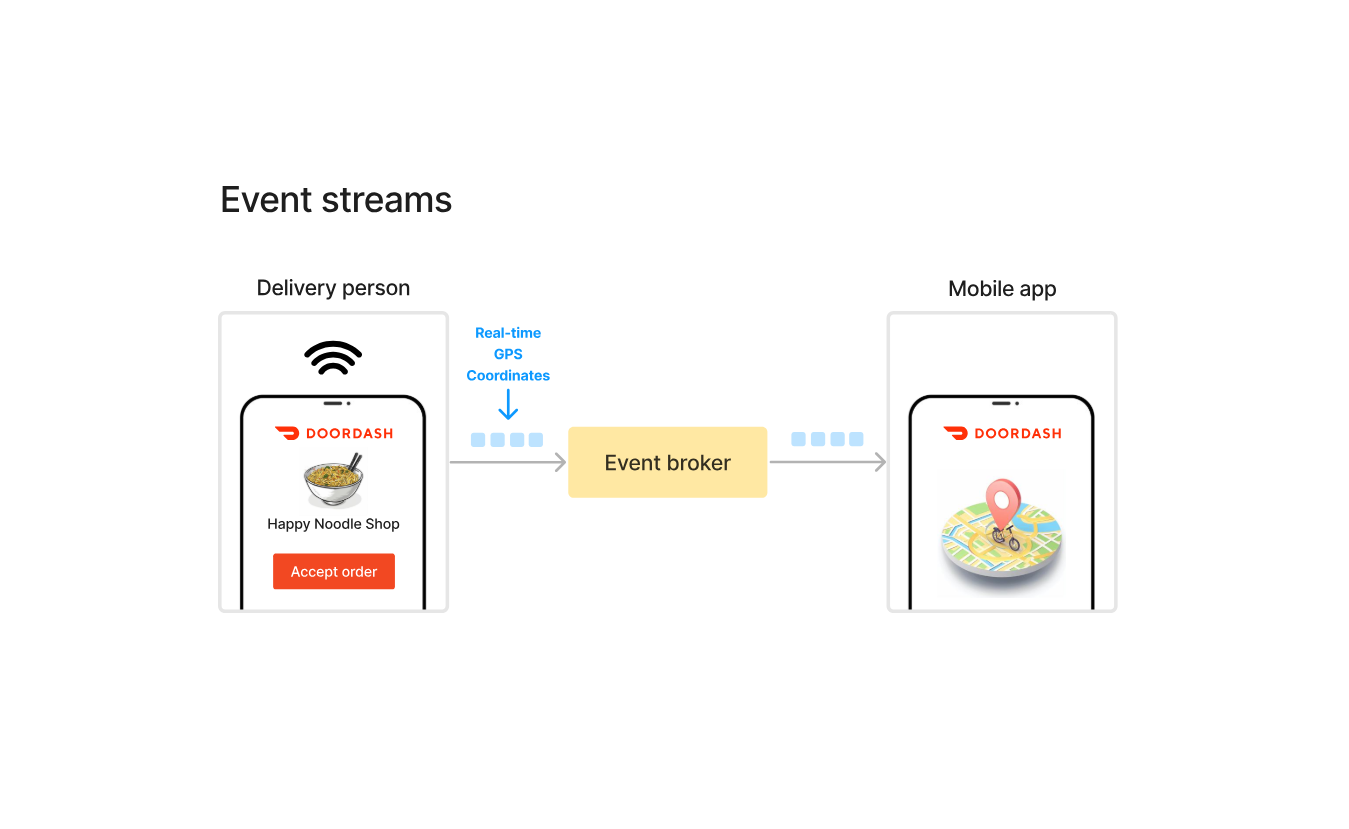 Event streams
Delivery person
Mobile app
Real-time
GPS
Coordinates
DOORDASH
Happy Noodle Shop
Accept order
Event broker
DOORDASH